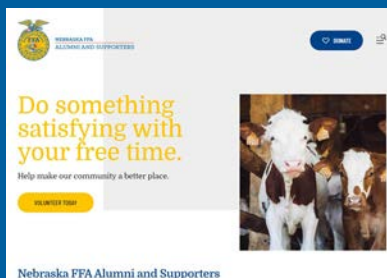 FFA
NEBRASKA FFA
ALUMNI AND SUPPORTERS
DONATE
Do something
satisfying with
your free time.
Help make our community a better place.
VOLUNTEER TODAY
Nebraska FFA Alumni and Supporters